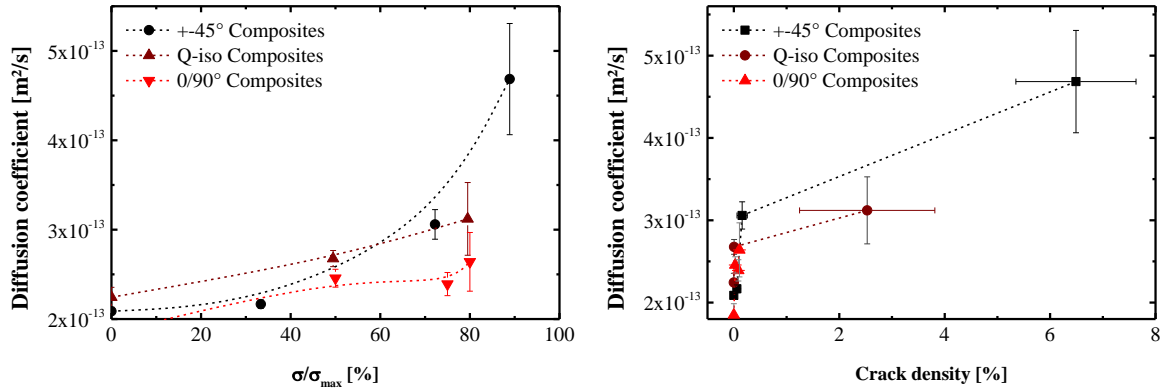 +-45° Composites
Q-iso Composites
0/90° Composites
Diffusion coefficient [m²/s]
5x10⁻¹³
4x10⁻¹³
3x10⁻¹³
2x10⁻¹³
0 20 40 60 80 100
σ/σmax [%]
+-45° Composites
Q-iso Composites
0/90° Composites
Diffusion coefficient [m²/s]
5x10⁻¹³
4x10⁻¹³
3x10⁻¹³
2x10⁻¹³
0 2 4 6 8
Crack density [%]